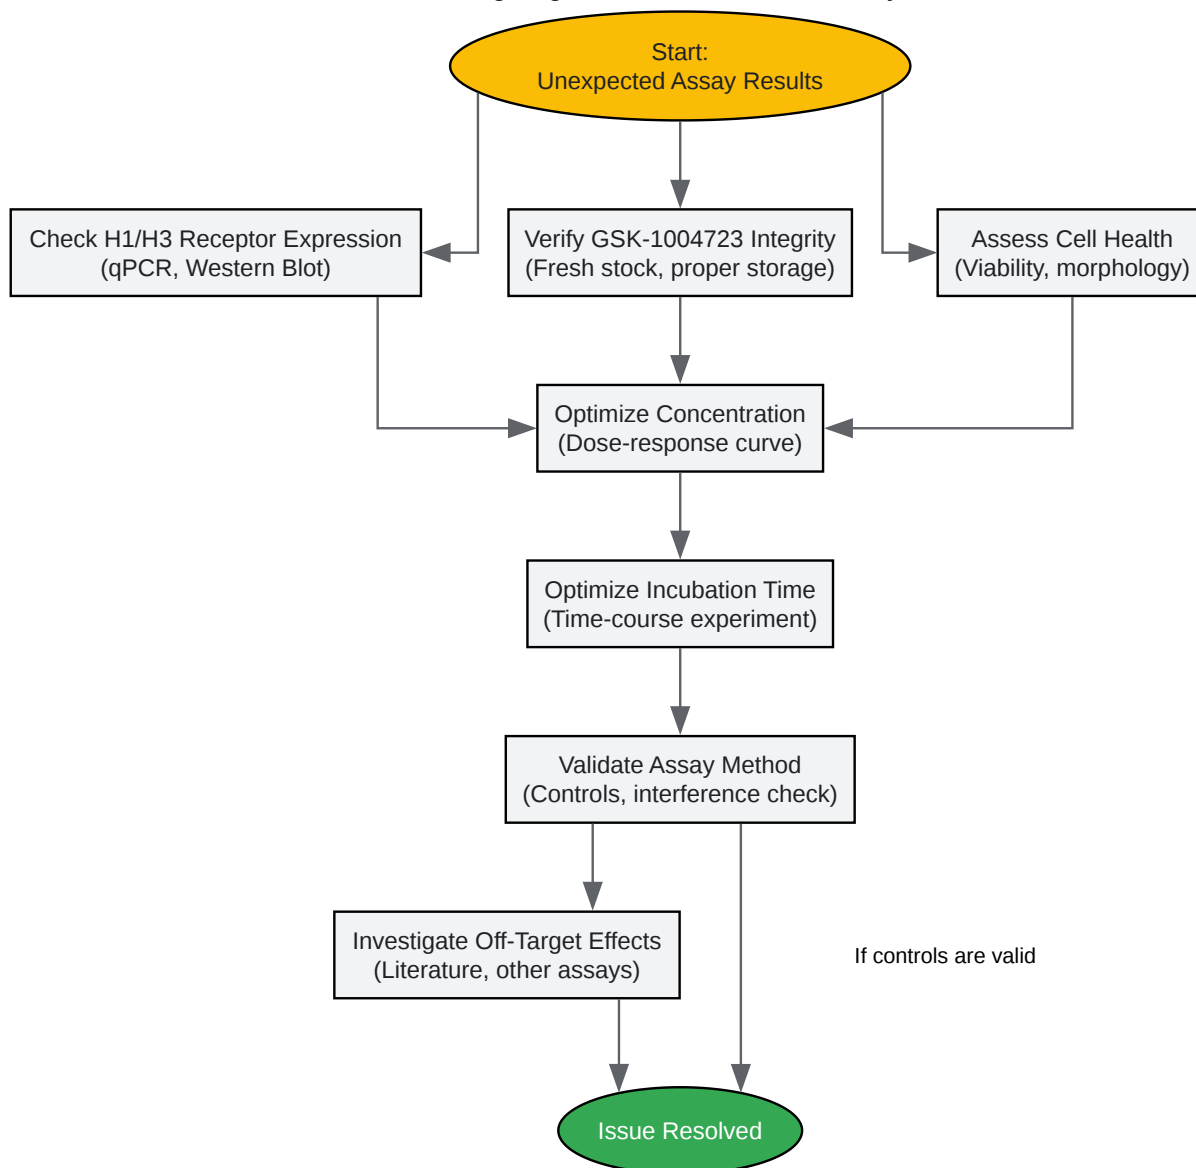 Start:
Unexpected Assay Results
Check H1/H3 Receptor Expression
(qPCR, Western Blot)
Verify GSK-1004723 Integrity
(Fresh stock, proper storage)
Assess Cell Health
(Viability, morphology)
Optimize Concentration
(Dose-response curve)
Optimize Incubation Time
(Time-course experiment)
Validate Assay Method
(Controls, interference check)
Investigate Off-Target Effects
(Literature, other assays)
If controls are valid
Issue Resolved